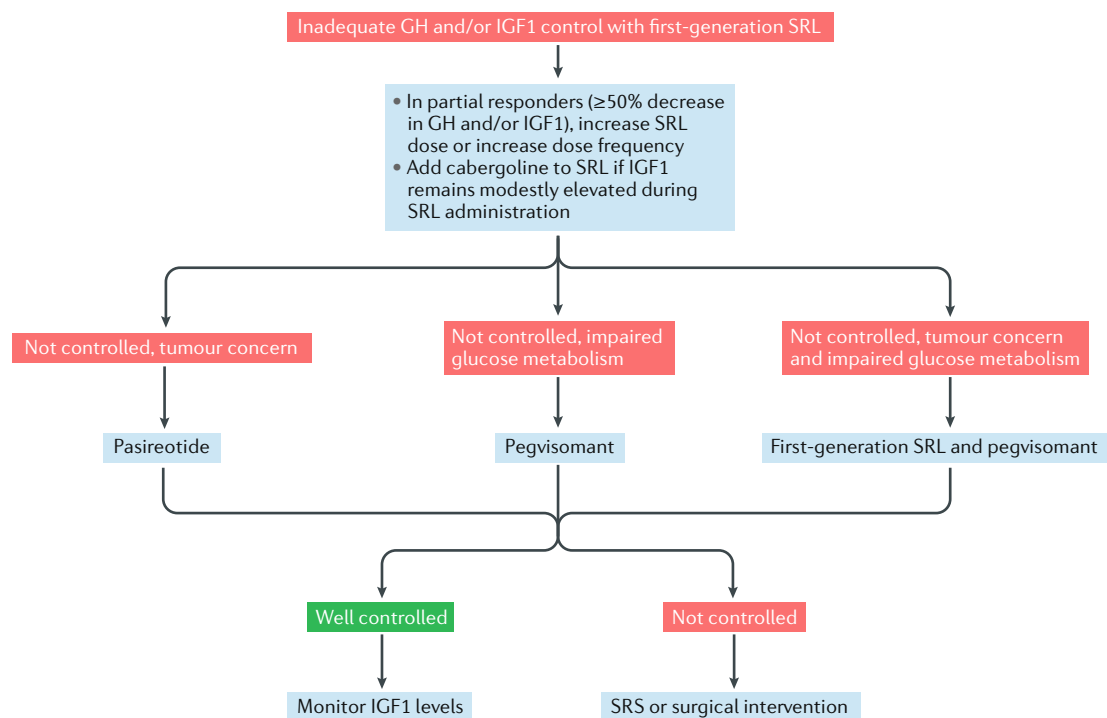 Inadequate GH and/or IGF1 control with first-generation SRL
• In partial responders (≥50% decrease
in GH and/or IGF1), increase SRL
dose or increase dose frequency
• Add cabergoline to SRL if IGF1
remains modestly elevated during
SRL administration
Not controlled, tumour concern
Not controlled, impaired
glucose metabolism
Not controlled, tumour concern
and impaired glucose metabolism
Pasireotide
Pegvisomant
First-generation SRL and pegvisomant
Well controlled
Not controlled
Monitor IGF1 levels
SRS or surgical intervention